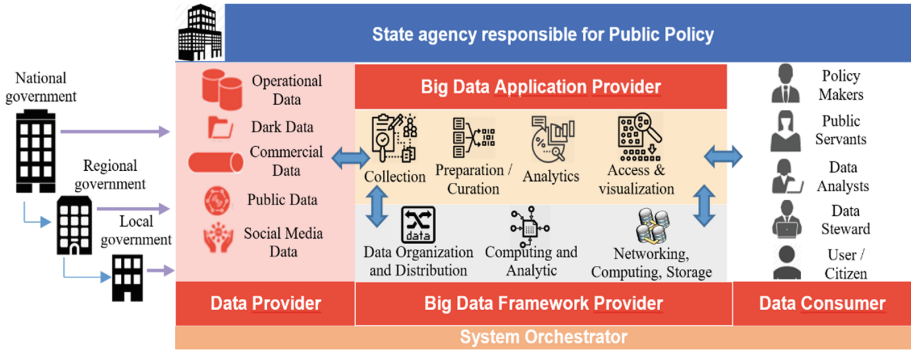 State agency responsible for Public Policy
National
government
Regional
government
Local
government
Operational
Data
Dark Data
Commercial
Data
Public Data
Social Media
Data
Data Provider
Big Data Application Provider
Collection
Preparation /
Curation
Analytics
Access &
visualization
data
Data Organization
and Distribution
Computing and
Analytic
Networking,
Computing, Storage
Big Data Framework Provider
Policy
Makers
Public
Servants
Data
Analysts
Data
Steward
User /
Citizen
Data Consumer
System Orchestrator